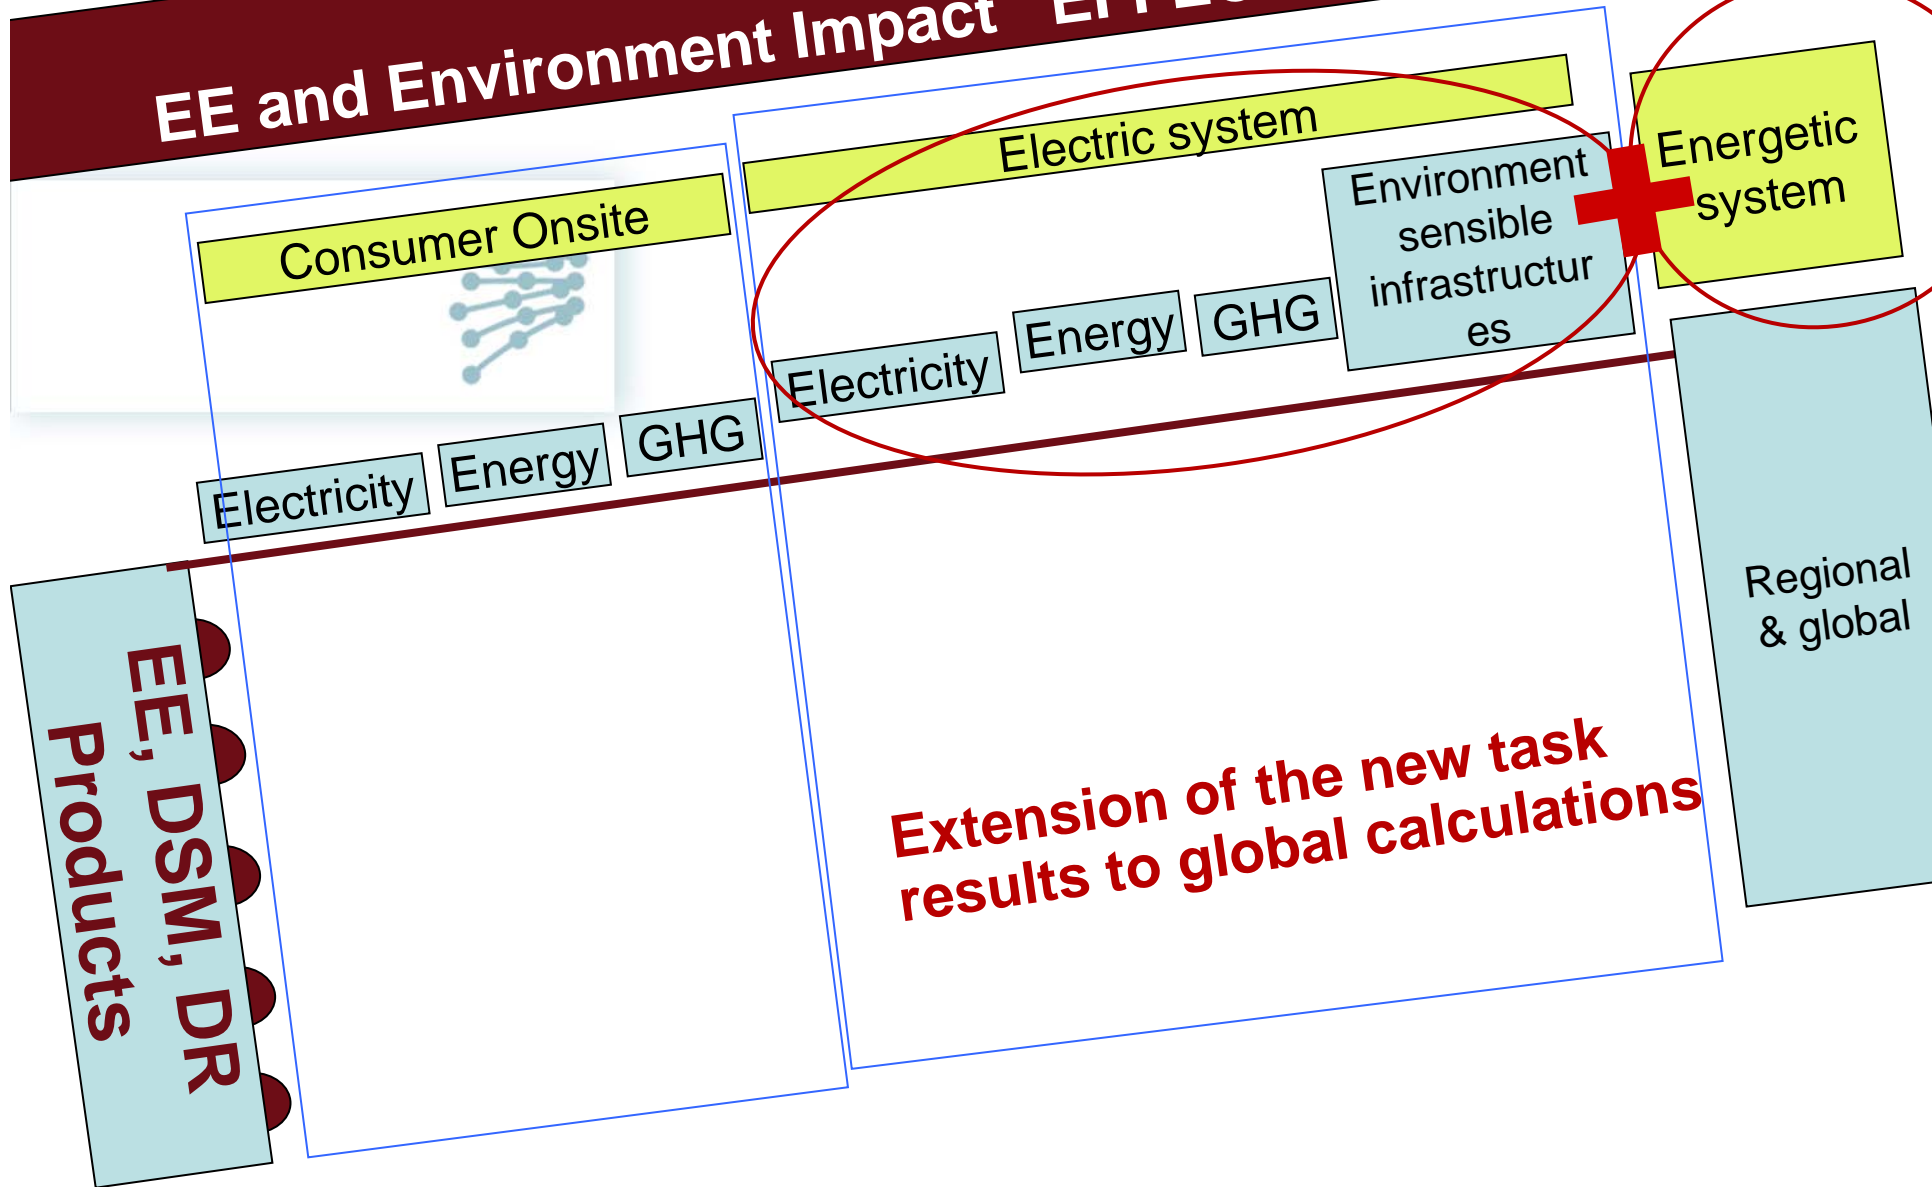 EE and Environment Impact
Consumer Onsite
Electric system
Energetic
system
Electricity
Energy
GHG
Electricity
Energy
GHG
Environment
sensible
infrastructur
es
Regional
& global
EE, DSM, DR
Products
Extension of the new task
results to global calculations